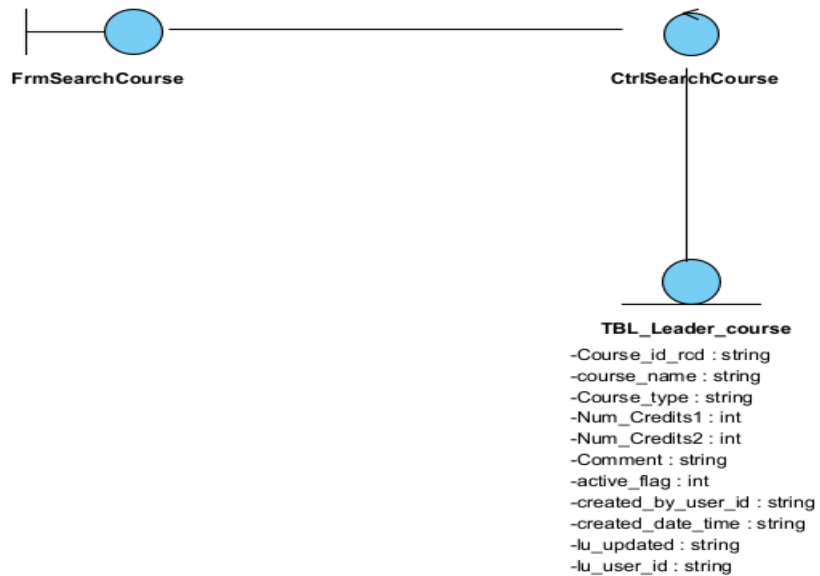 FrmSearchCourse
CtrlSearchCourse
TBL_Leader_course
-Course_id_rcd : string
-course_name : string
-Course_type : string
-Num_Credits1 : int
-Num_Credits2 : int
-Comment : string
-active_flag : int
-created_by_user_id : string
-created_date_time : string
-lu_updated : string
-lu_user_id : string